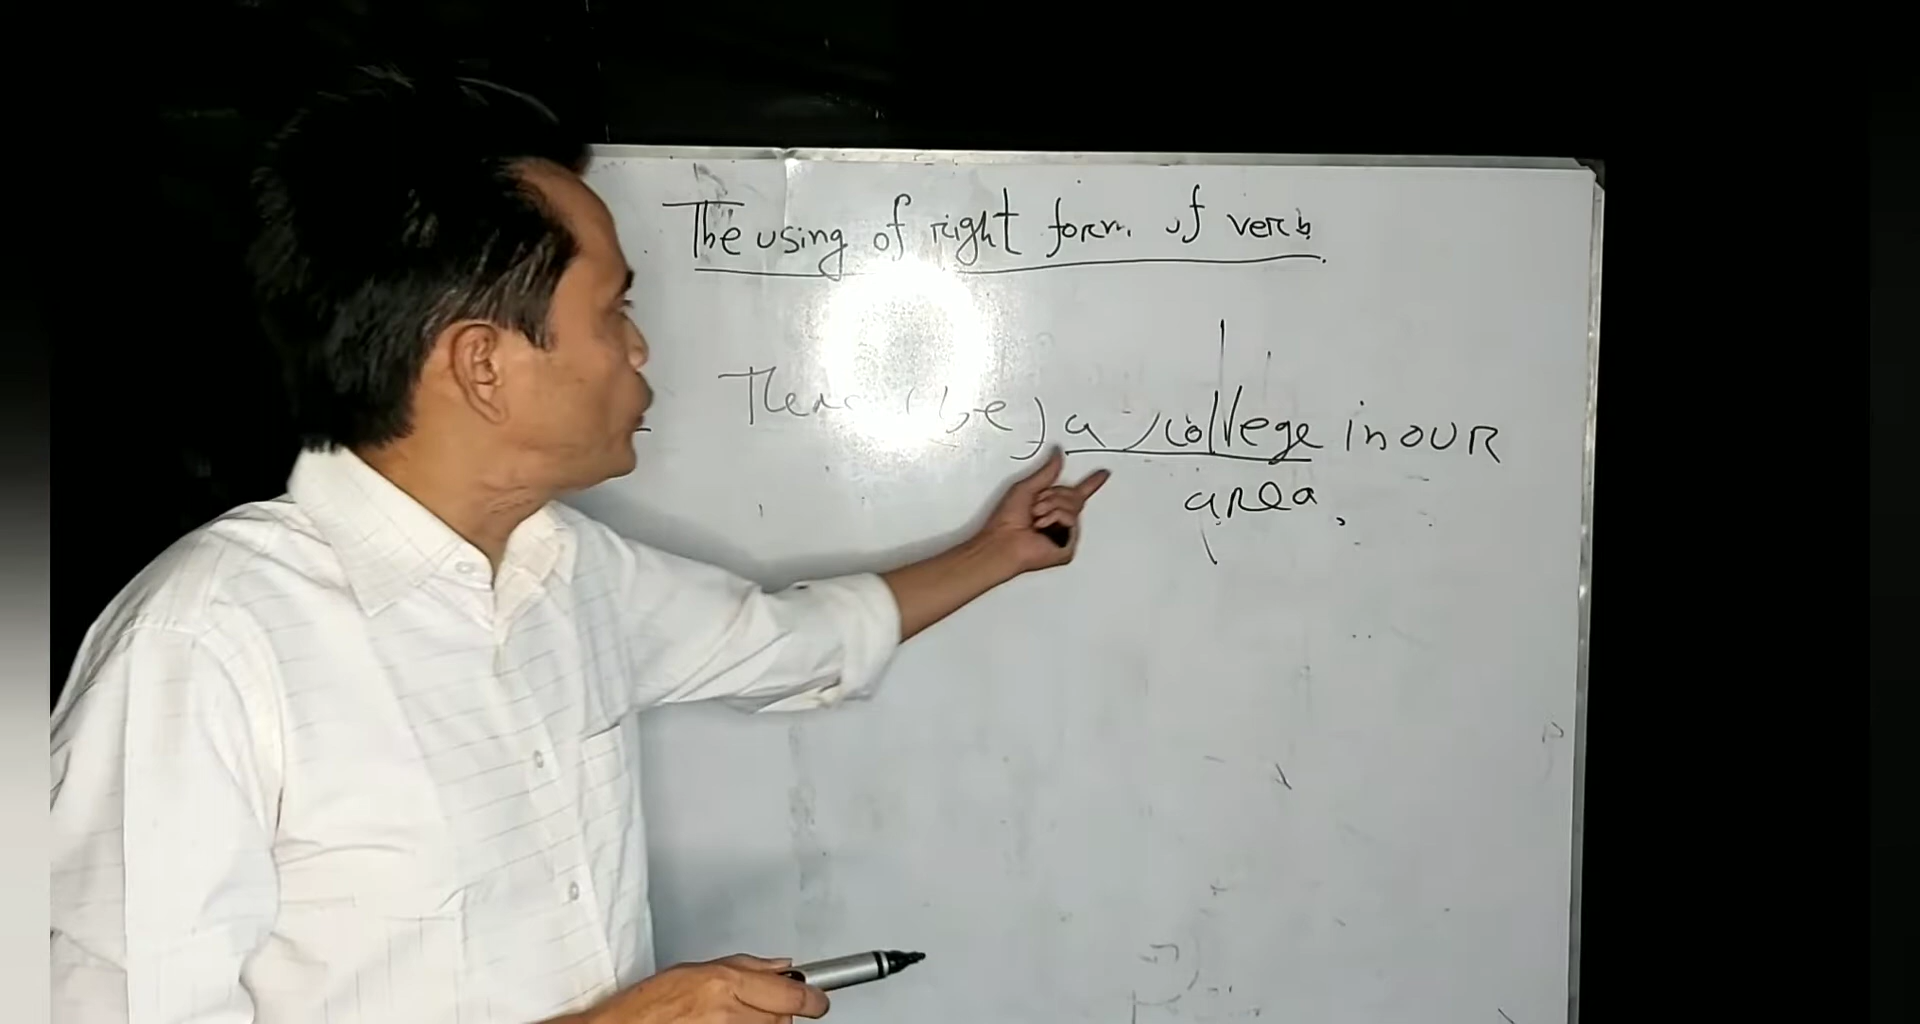 The using of right form of verb.
There (be) a college in our
area.